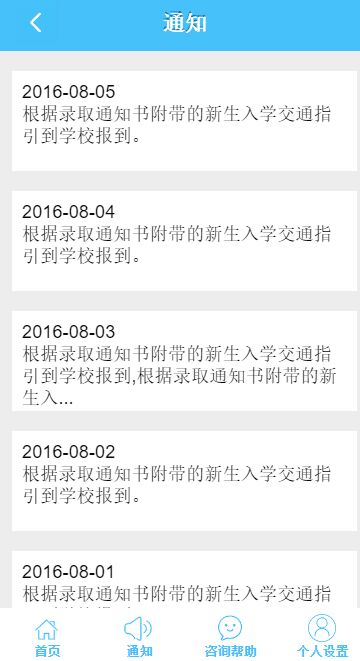 通知
2016-08-05
根据录取通知书附带的新生入学交通指
引到学校报到。
2016-08-04
根据录取通知书附带的新生入学交通指
引到学校报到。
2016-08-03
根据录取通知书附带的新生入学交通指
引到学校报到,根据录取通知书附带的新
生入...
2016-08-02
根据录取通知书附带的新生入学交通指
引到学校报到。
2016-08-01
根据录取通知书附带的新生入学交通指
首页 通知 咨询帮助 个人设置